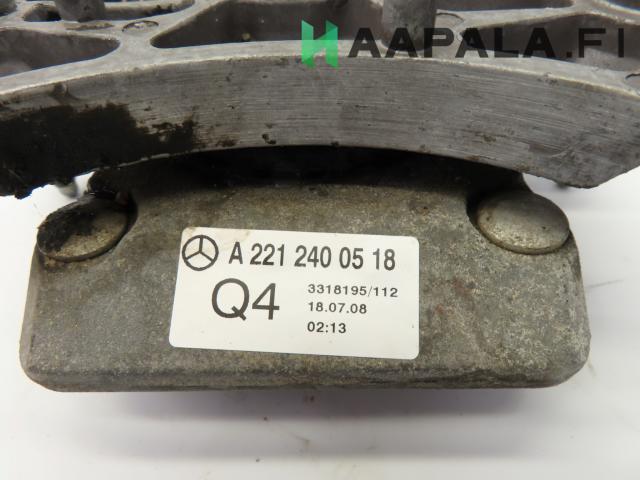 HAAPALA.FI
A 221 240 05 18
Q4
3318195/112
18.07.08
02:13